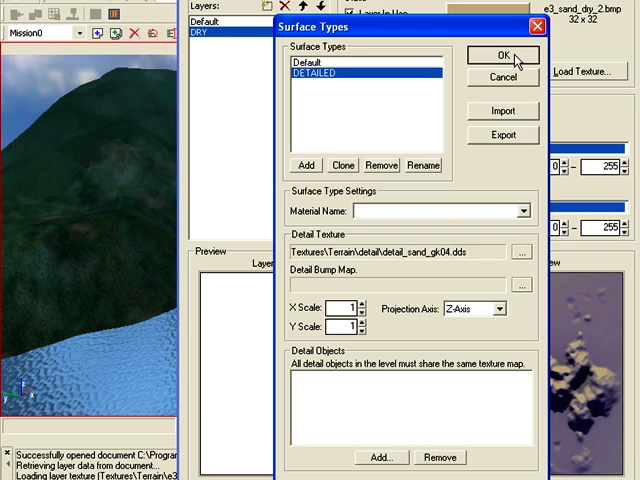 Layers:
Default
DRY
Mission0
Layer In Use
e3_sand_dry_2.bmp
32 x 32
Load Texture...
Surface Types
Surface Types
Default
DETAILED
OK
Cancel
Import
Export
Add
Clone
Remove
Rename
0
-
255
Surface Type Settings
Material Name:
0
-
255
Detail Texture
Textures\Terrain\detail\detail_sand_gk04.dds
...
Detail Bump Map.
...
X Scale:
1
Projection Axis:
Z-Axis
Y Scale:
1
Preview
Detail Objects
All detail objects in the level must share the same texture map.
Add...
Remove
y
z
x
Successfully opened document C:\Progra
Retrieving layer data from document...
Loading layer texture (Textures\Terrain\e3